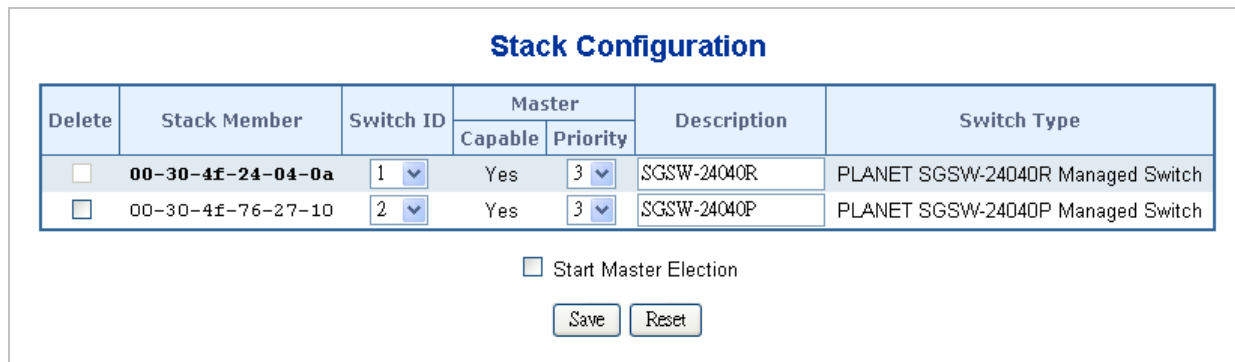 Stack Configuration
Delete Stack Member Switch ID Master Description Switch Type
Capable Priority
00-30-4f-24-04-0a 1 Yes 3 SGSW-24040R PLANET SGSW-24040R Managed Switch
00-30-4f-76-27-10 2 Yes 3 SGSW-24040P PLANET SGSW-24040P Managed Switch
Start Master Election
Save Reset